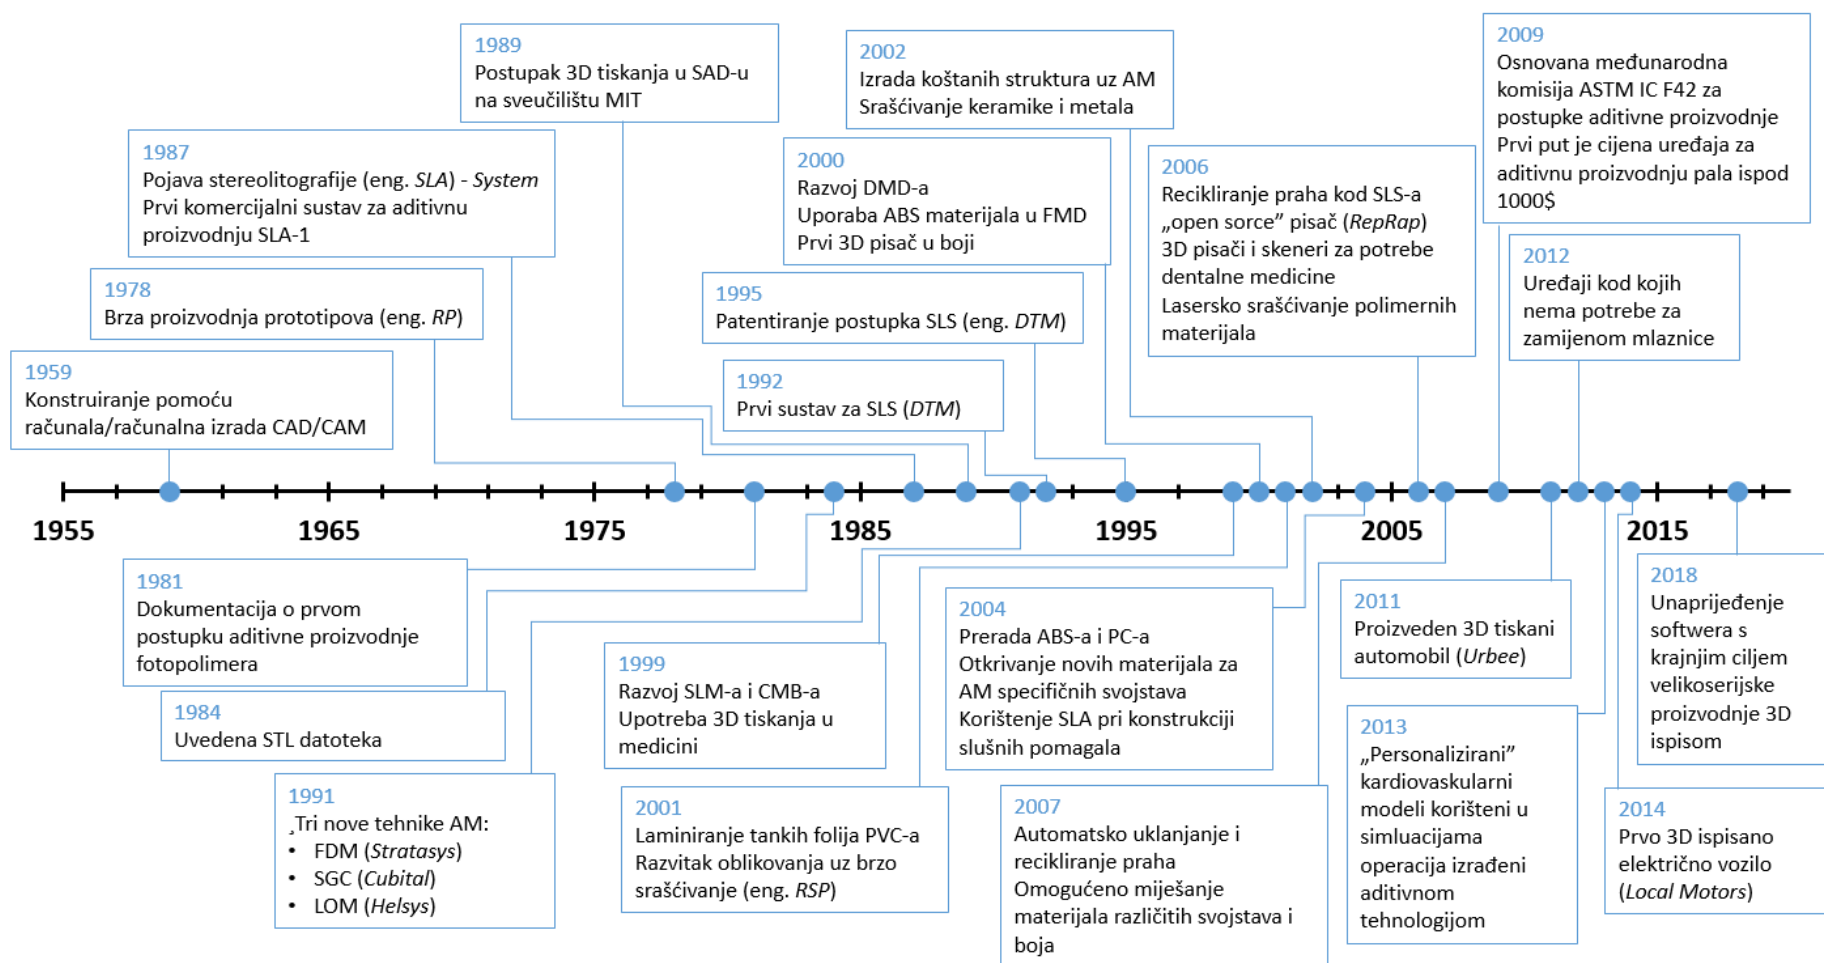 1989
Postupak 3D tiskanja u SAD-u
na sveučilištu MIT
2002
Izrada koštanih struktura uz AM
Srašćivanje keramike i metala
2009
Osnovana međunarodna
komisija ASTM IC F42 za
postupke aditivne proizvodnje
Prvi put je cijena uređaja za
aditivnu proizvodnju pala ispod
1000$
1987
Pojava stereolitografije (eng. SLA) - System
Prvi komercijalni sustav za aditivnu
proizvodnju SLA-1
2000
Razvoj DMD-a
Uporaba ABS materijala u FMD
Prvi 3D pisač u boji
2006
Recikliranje praha kod SLS-a
„open sorce” pisač (RepRap)
3D pisači i skeneri za potrebe
dentalne medicine
Lasersko srašćivanje polimernih
materijala
2012
Uređaji kod kojih
nema potrebe za
zamijenom mlaznice
1978
Brza proizvodnja prototipova (eng. RP)
1995
Patentiranje postupka SLS (eng. DTM)
1959
Konstruiranje pomoću
računala/računalna izrada CAD/CAM
1992
Prvi sustav za SLS (DTM)
1955
1965
1975
1985
1995
2005
2015
1981
Dokumentacija o prvom
postupku aditivne proizvodnje
fotopolimera
1984
Uvedena STL datoteka
1991
¸Tri nove tehnike AM:
• FDM (Stratasys)
• SGC (Cubital)
• LOM (Helsys)
1999
Razvoj SLM-a i CMB-a
Upotreba 3D tiskanja u
medicini
2001
Laminiranje tankih folija PVC-a
Razvitak oblikovanja uz brzo
srašćivanje (eng. RSP)
2004
Prerada ABS-a i PC-a
Otkrivanje novih materijala za
AM specifičnih svojstava
Korištenje SLA pri konstrukciji
slušnih pomagala
2007
Automatsko uklanjanje i
recikliranje praha
Omogućeno miješanje
materijala različitih svojstava i
boja
2011
Proizveden 3D tiskani
automobil (Urbee)
2013
„Personalizirani”
kardiovaskularni
modeli korišteni u
simluacijama
operacija izrađeni
aditivnom
tehnologijom
2018
Unaprijeđenje
softwera s
krajnjim ciljem
velikoserijske
proizvodnje 3D
ispisom
2014
Prvo 3D ispisano
električno vozilo
(Local Motors)